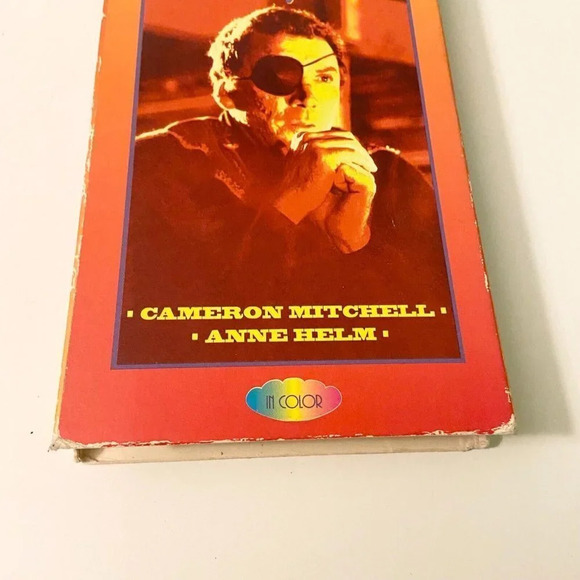 · CAMERON MITCHELL ·
· ANNE HELM ·
IN COLOR